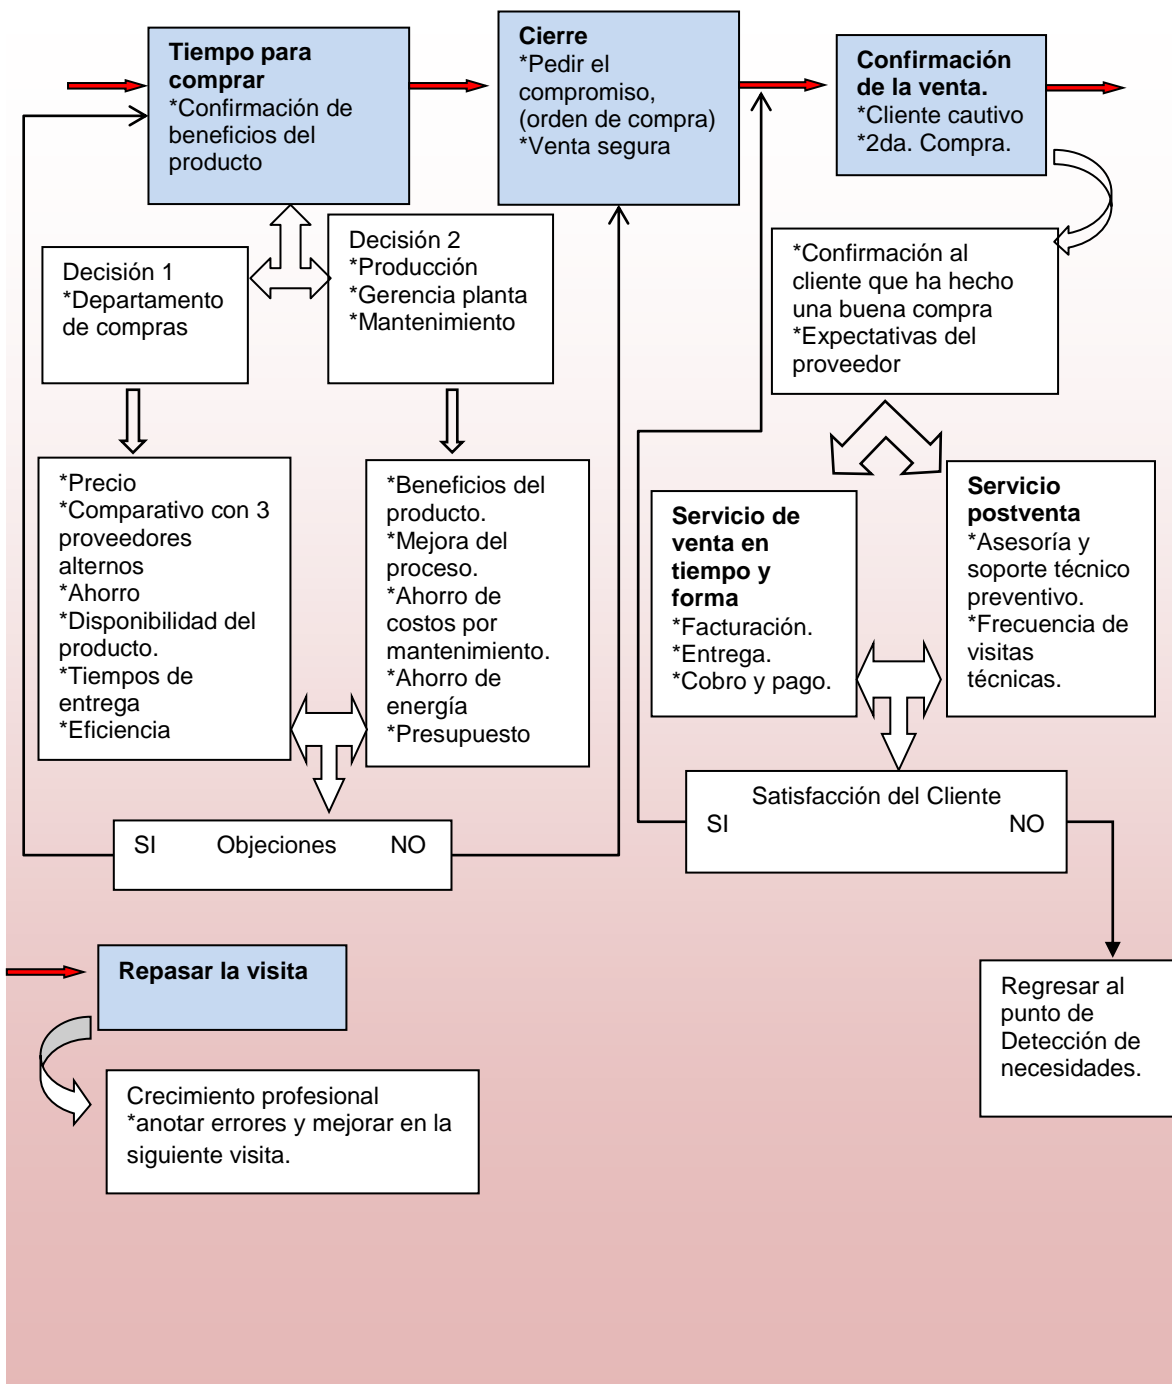 Tiempo para
comprar
*Confirmación de
beneficios del
producto
Cierre
*Pedir el
compromiso,
(orden de compra)
*Venta segura
Confirmación
de la venta.
*Cliente cautivo
*2da. Compra.
Decisión 1
*Departamento
de compras
Decisión 2
*Producción
*Gerencia planta
*Mantenimiento
*Confirmación al
cliente que ha hecho
una buena compra
*Expectativas del
proveedor
*Precio
*Comparativo con 3
proveedores
alternos
*Ahorro
*Disponibilidad del
producto.
*Tiempos de
entrega
*Eficiencia
*Beneficios del
producto.
*Mejora del
proceso.
*Ahorro de
costos por
mantenimiento.
*Ahorro de
energía
*Presupuesto
Servicio de
venta en
tiempo y
forma
*Facturación.
*Entrega.
*Cobro y pago.
Servicio
postventa
*Asesoría y
soporte técnico
preventivo.
*Frecuencia de
visitas
técnicas.
SI Objeciones NO
Satisfacción del Cliente
SI NO
Repasar la visita
Regresar al
punto de
Detección de
necesidades.
Crecimiento profesional
*anotar errores y mejorar en la
siguiente visita.